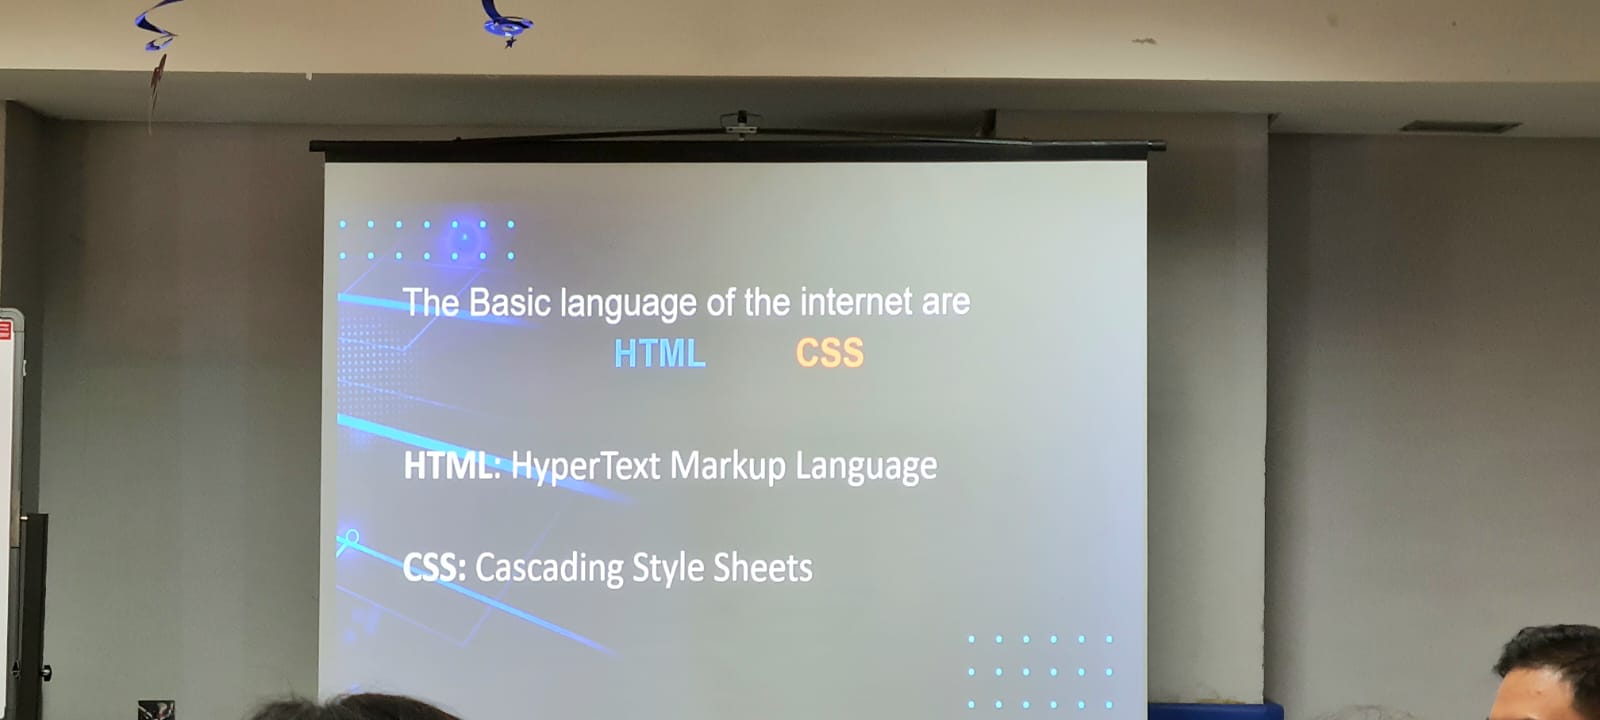 The Basic language of the internet are
HTML CSS
HTML: HyperText Markup Language
CSS: Cascading Style Sheets